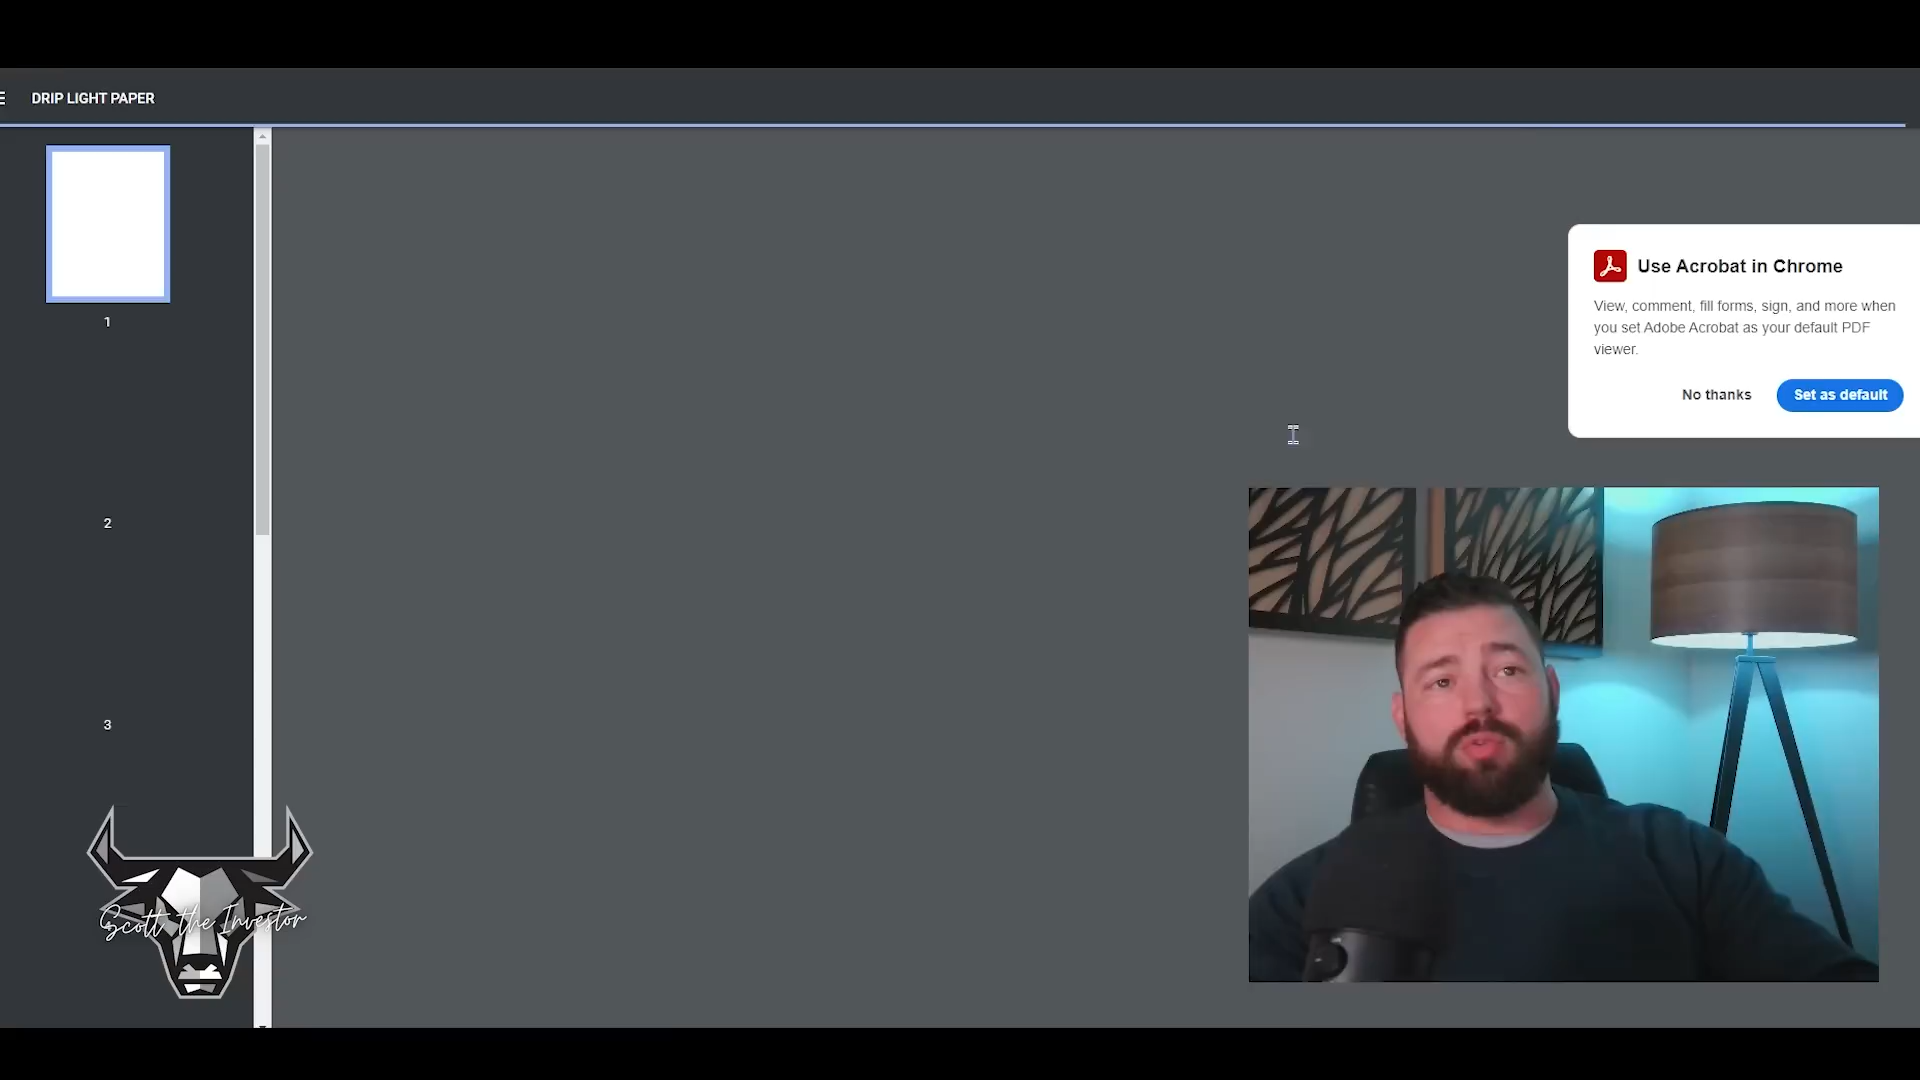 DRIP LIGHT PAPER
1
2
3
Use Acrobat in Chrome
View, comment, fill forms, sign, and more when
you set Adobe Acrobat as your default PDF
viewer.
No thanks
Set as default
Scott the Investor